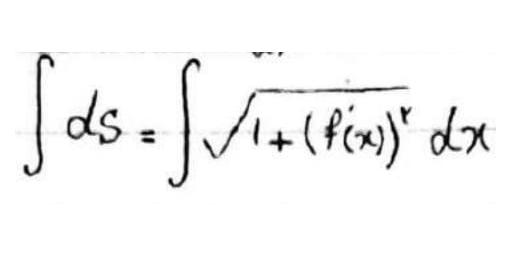 ∫ ds = ∫ √(1 + (f'(x))²) dx